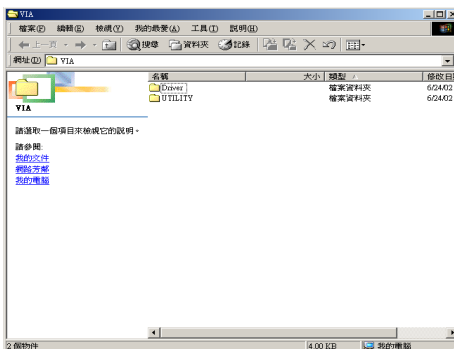 VIA
檔案(F) 編輯(E) 檢視(V) 我的最愛(A) 工具(T) 說明(H)
上一頁 搜尋 資料夾 記錄
網址(D) VIA
名稱 大小 類型 修改日
Driver 檔案資料夾 6/24/02
UTILITY 檔案資料夾 6/24/02
VIA
請選取一個項目來檢視它的說明。
請參閱:
我的文件
網路芳鄰
我的電腦
2 個物件 4.00 KB 我的電腦